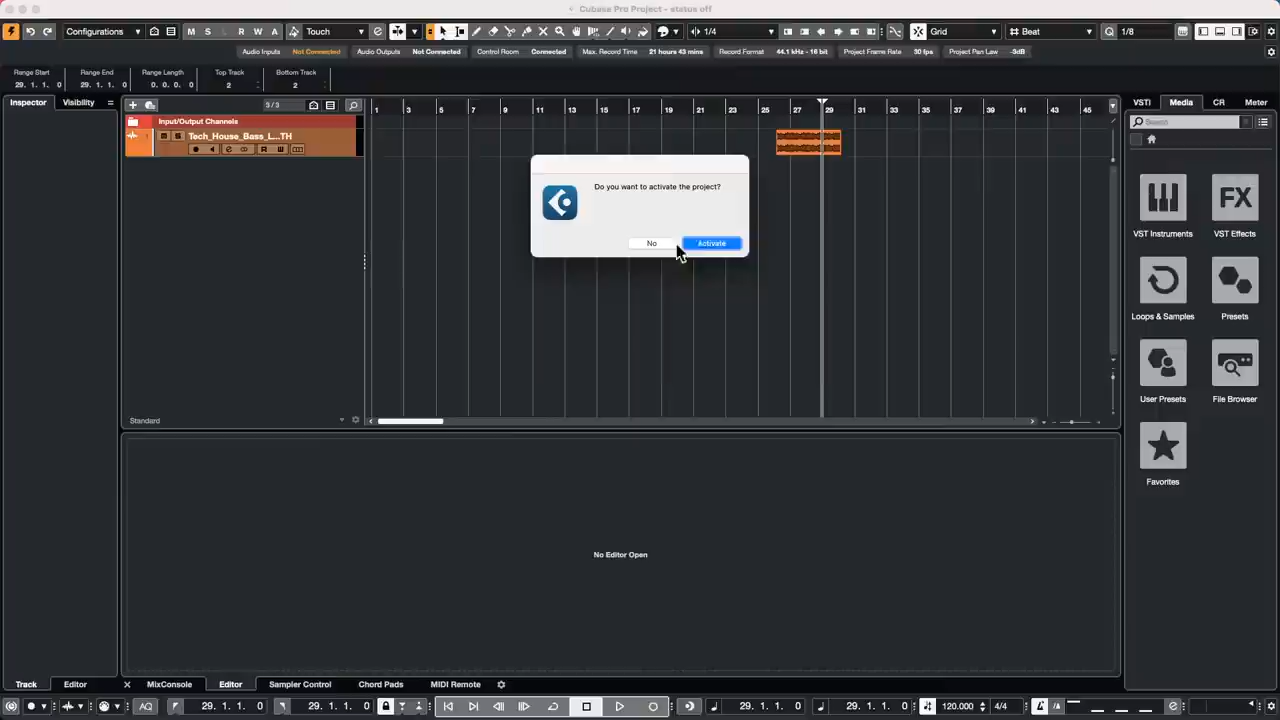 Cubase Pro Project - status off
Configurations M S L R W A Touch 1/4 Grid Beat Q 1/8
Audio Inputs Not Connected Audio Outputs Not Connected Control Room Connected Max. Record Time 21 hours 43 mins Record Format 44.1 kHz - 16 bit Project Frame Rate 30 fps Project Pan Law -3dB
Range Start Range End Range Length Top Track Bottom Track
29. 1. 1. 0 29. 1. 1. 0 0. 0. 0. 0 2 2
Inspector Visibility 3/3 1 3 5 7 9 11 13 15 17 19 21 23 25 27 29 31 33 35 37 39 41 43 45 VSTi Media CR Meter
Input/Output Channels Search
1 Tech_House_Bass_L...TH
R
Do you want to activate the project?
No Activate
VST Instruments VST Effects
FX
Loops & Samples Presets
User Presets File Browser
Favorites
Standard
No Editor Open
Track Editor MixConsole Editor Sampler Control Chord Pads MIDI Remote
AQ 29. 1. 1. 0 29. 1. 1. 0 29. 1. 1. 0 29. 1. 1. 0 120.000 4/4